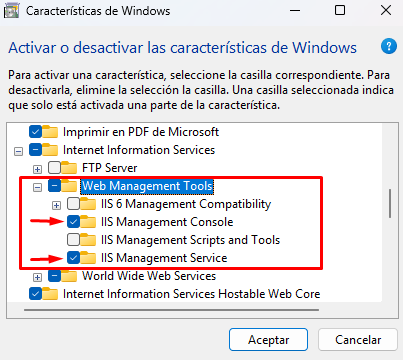 Características de Windows
Activar o desactivar las características de Windows
?
Para activar una característica, seleccione la casilla correspondiente. Para
desactivarla, elimine la selección la casilla. Una casilla seleccionada indica
que solo está activada una parte de la característica.
Imprimir en PDF de Microsoft
Internet Information Services
FTP Server
Web Management Tools
IIS 6 Management Compatibility
IIS Management Console
IIS Management Scripts and Tools
IIS Management Service
World Wide Web Services
Internet Information Services Hostable Web Core
Aceptar
Cancelar